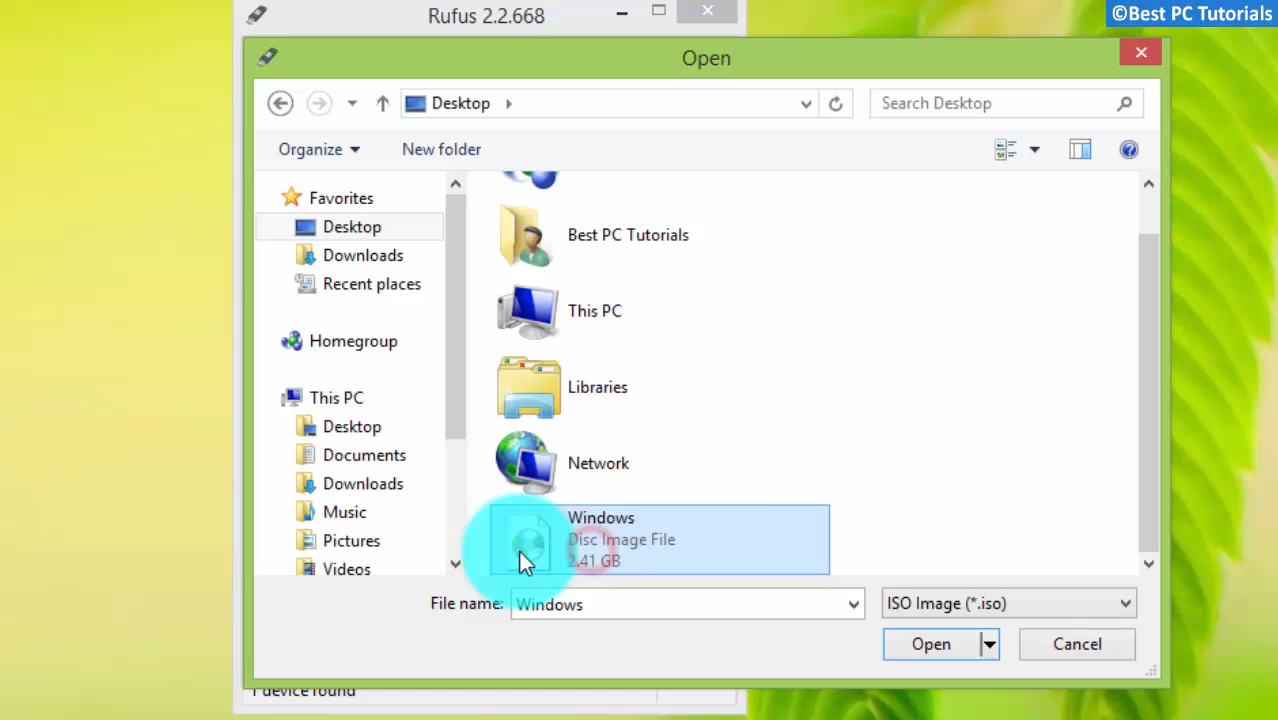 Rufus 2.2.668
©Best PC Tutorials
Open
Desktop
Search Desktop
Organize
New folder
Favorites
Desktop
Downloads
Recent places
Homegroup
This PC
Desktop
Documents
Downloads
Music
Pictures
Videos
Best PC Tutorials
This PC
Libraries
Network
Windows
Disc Image File
2.41 GB
File name:
Windows
ISO Image (*.iso)
Open
Cancel
1 device found